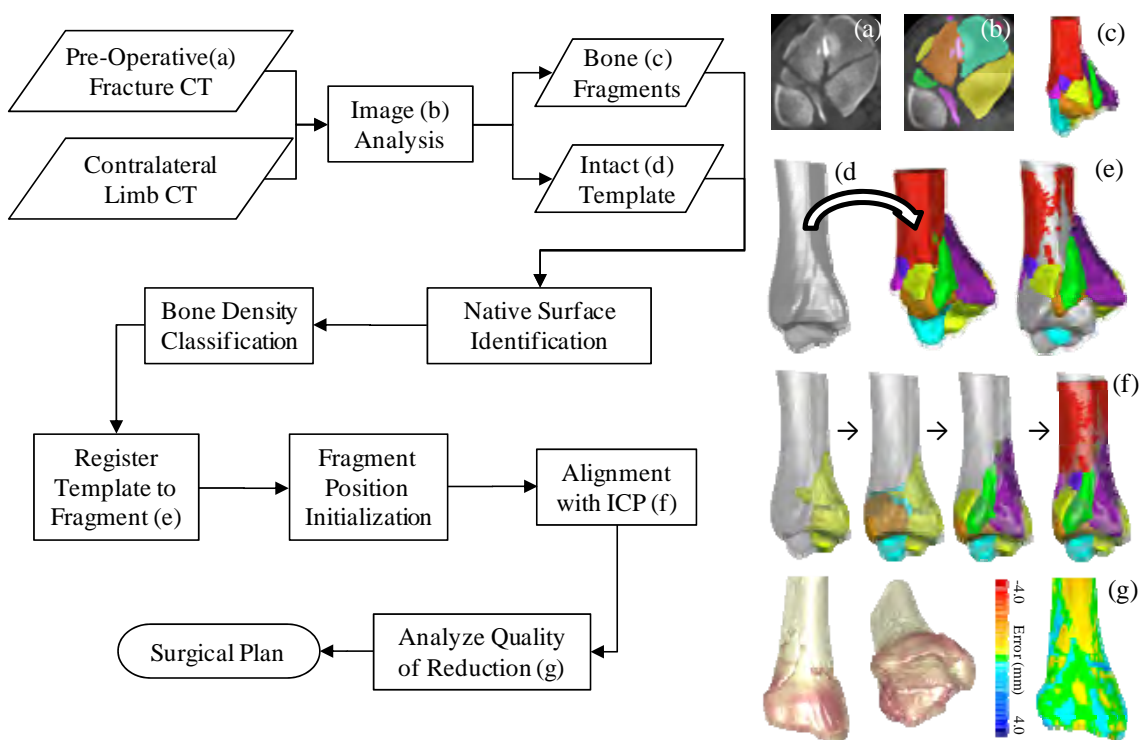 Pre-Operative(a)
Fracture CT
Contralateral
Limb CT
Image (b)
Analysis
Bone (c)
Fragments
Intact (d)
Template
Native Surface
Identification
Bone Density
Classification
Register
Template to
Fragment (e)
Fragment
Position
Initialization
Alignment
with ICP (f)
Analyze Quality
of Reduction (g)
Surgical Plan
(a)
(b)
(c)
(d)
(e)
(f)
(g)
-4.0
Error (mm)
4.0